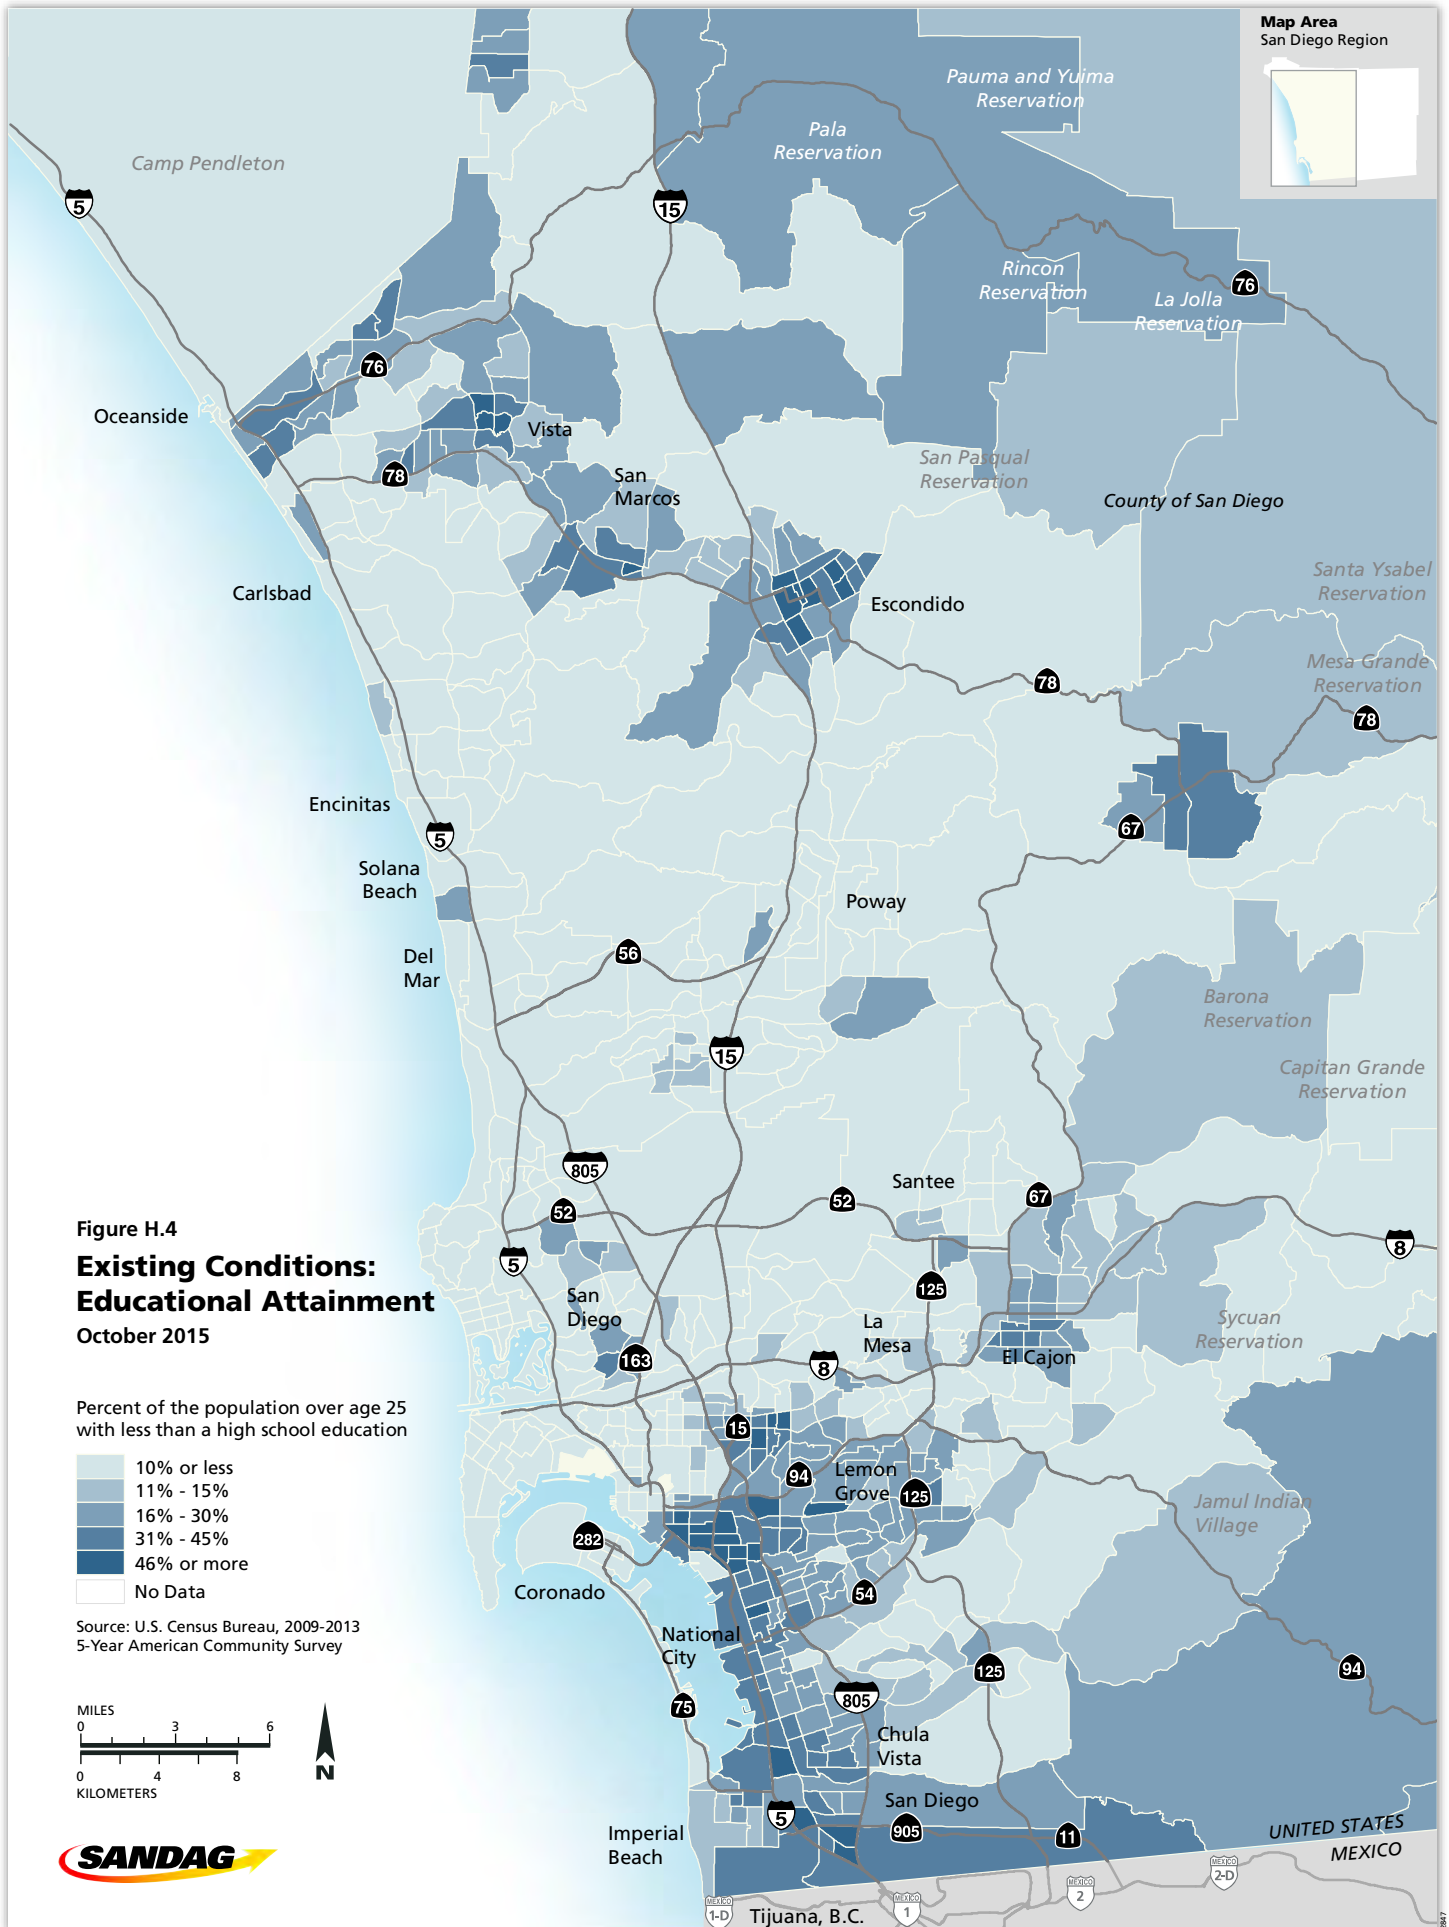 Map Area
San Diego Region
Pauma and Yuima
Reservation
Pala
Reservation
Camp Pendleton
5
15
Rincon
Reservation
La Jolla
Reservation
76
76
Oceanside
Vista
78
San
Marcos
San Pasqual
Reservation
County of San Diego
Santa Ysabel
Reservation
Carlsbad
Escondido
Mesa Grande
Reservation
78
78
Encinitas
5
67
Solana
Beach
Poway
56
Del
Mar
Barona
Reservation
15
Capitan Grande
Reservation
805
Santee
52
52
67
Figure H.4
Existing Conditions:
Educational Attainment
October 2015
5
8
125
San
Diego
La
Mesa
Sycuan
Reservation
163
8
El Cajon
Percent of the population over age 25
with less than a high school education
10% or less
11% - 15%
16% - 30%
31% - 45%
46% or more
No Data
15
94
Lemon
Grove
125
Jamul Indian
Village
282
Coronado
54
Source: U.S. Census Bureau, 2009-2013
5-Year American Community Survey
National
City
125
94
75
805
MILES
0 3 6
0 4 8
KILOMETERS
N
Chula
Vista
San Diego
5
905
11
Imperial
Beach
UNITED STATES
MEXICO
SANDAG
MEXICO
1-D
Tijuana, B.C.
MEXICO
1
MEXICO
2
MEXICO
2-D